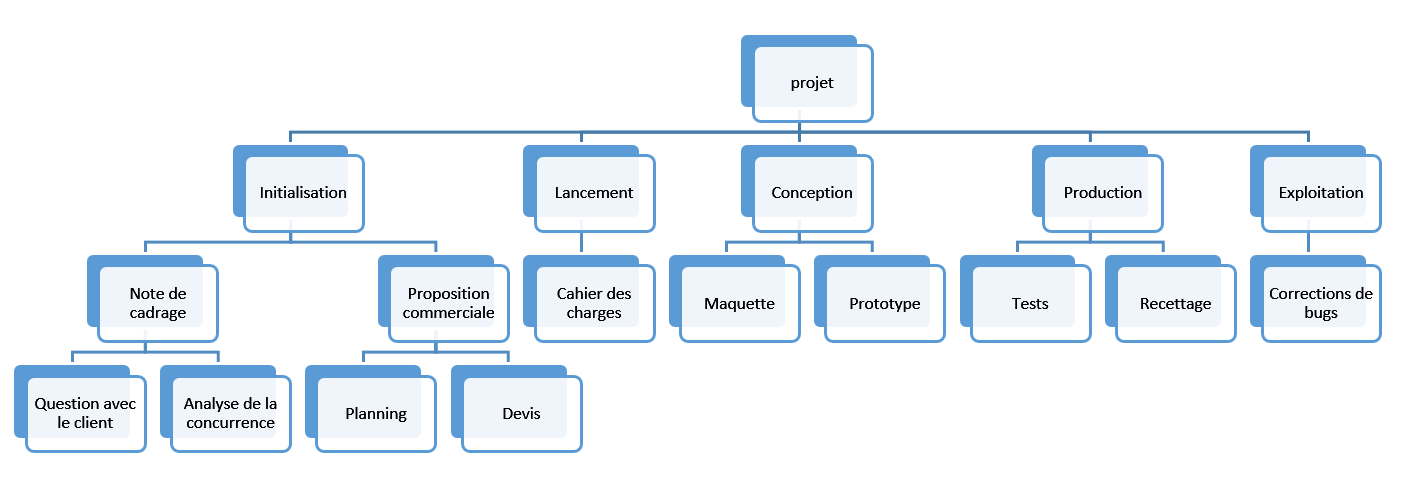 projet
Initialisation
Lancement
Conception
Production
Exploitation
Note de
cadrage
Proposition
commerciale
Cahier des
charges
Maquette
Prototype
Tests
Recettage
Corrections de
bugs
Question avec
le client
Analyse de la
concurrence
Planning
Devis